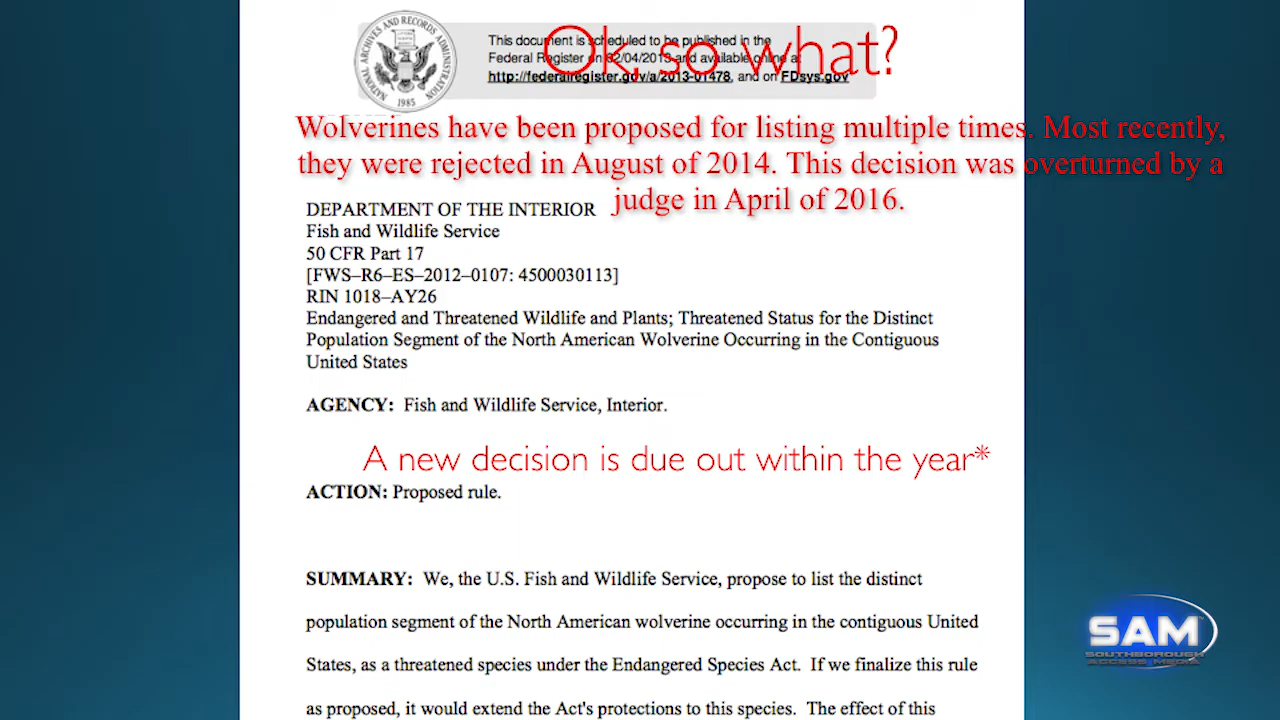 Ok, so what?
This document is scheduled to be published in the
Federal Register on 02/04/2013 and available online at
http://federalregister.gov/a/2013-01478, and on FDsys.gov
NATIONAL ARCHIVES AND RECORDS ADMINISTRATION
1985
Wolverines have been proposed for listing multiple times. Most recently,
they were rejected in August of 2014. This decision was overturned by a
judge in April of 2016.
DEPARTMENT OF THE INTERIOR
Fish and Wildlife Service
50 CFR Part 17
[FWS–R6–ES–2012–0107: 4500030113]
RIN 1018–AY26
Endangered and Threatened Wildlife and Plants; Threatened Status for the Distinct
Population Segment of the North American Wolverine Occurring in the Contiguous
United States
AGENCY: Fish and Wildlife Service, Interior.
A new decision is due out within the year*
ACTION: Proposed rule.
SUMMARY: We, the U.S. Fish and Wildlife Service, propose to list the distinct
population segment of the North American wolverine occurring in the contiguous United
States, as a threatened species under the Endangered Species Act. If we finalize this rule
as proposed, it would extend the Act's protections to this species. The effect of this
SAM
SOUTHBOROUGH
ACCESS MEDIA